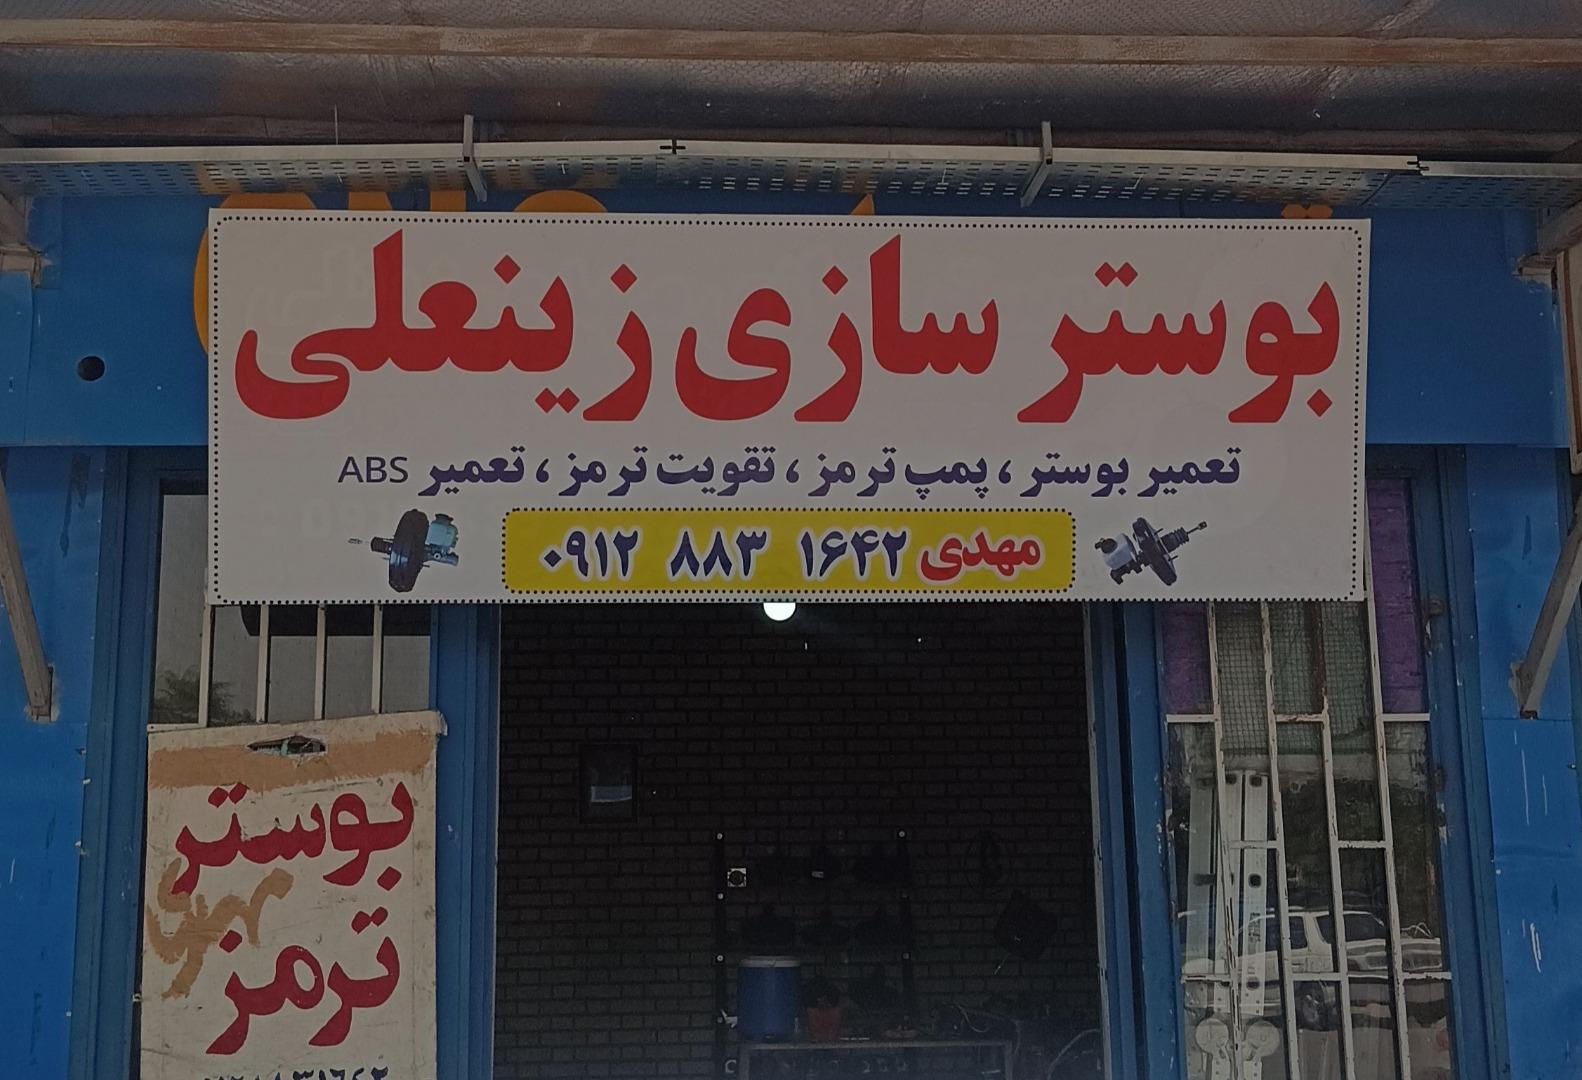 بوستر سازی زینعلی
تعمیر بوستر ، پمپ ترمز ، تقویت ترمز ، تعمیر ABS
مهدی ۰۹۱۲ ۸۸۳ ۱۶۴۲
بوستر
ترمز